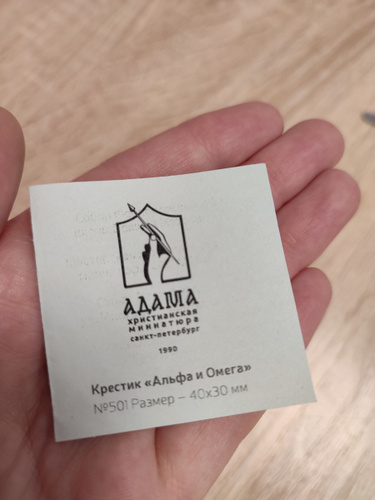 АДАМА
христианская
миниатюра
санкт-петербург
1990
Крестик «Альфа и Омега»
№501 Размер – 40х30 мм